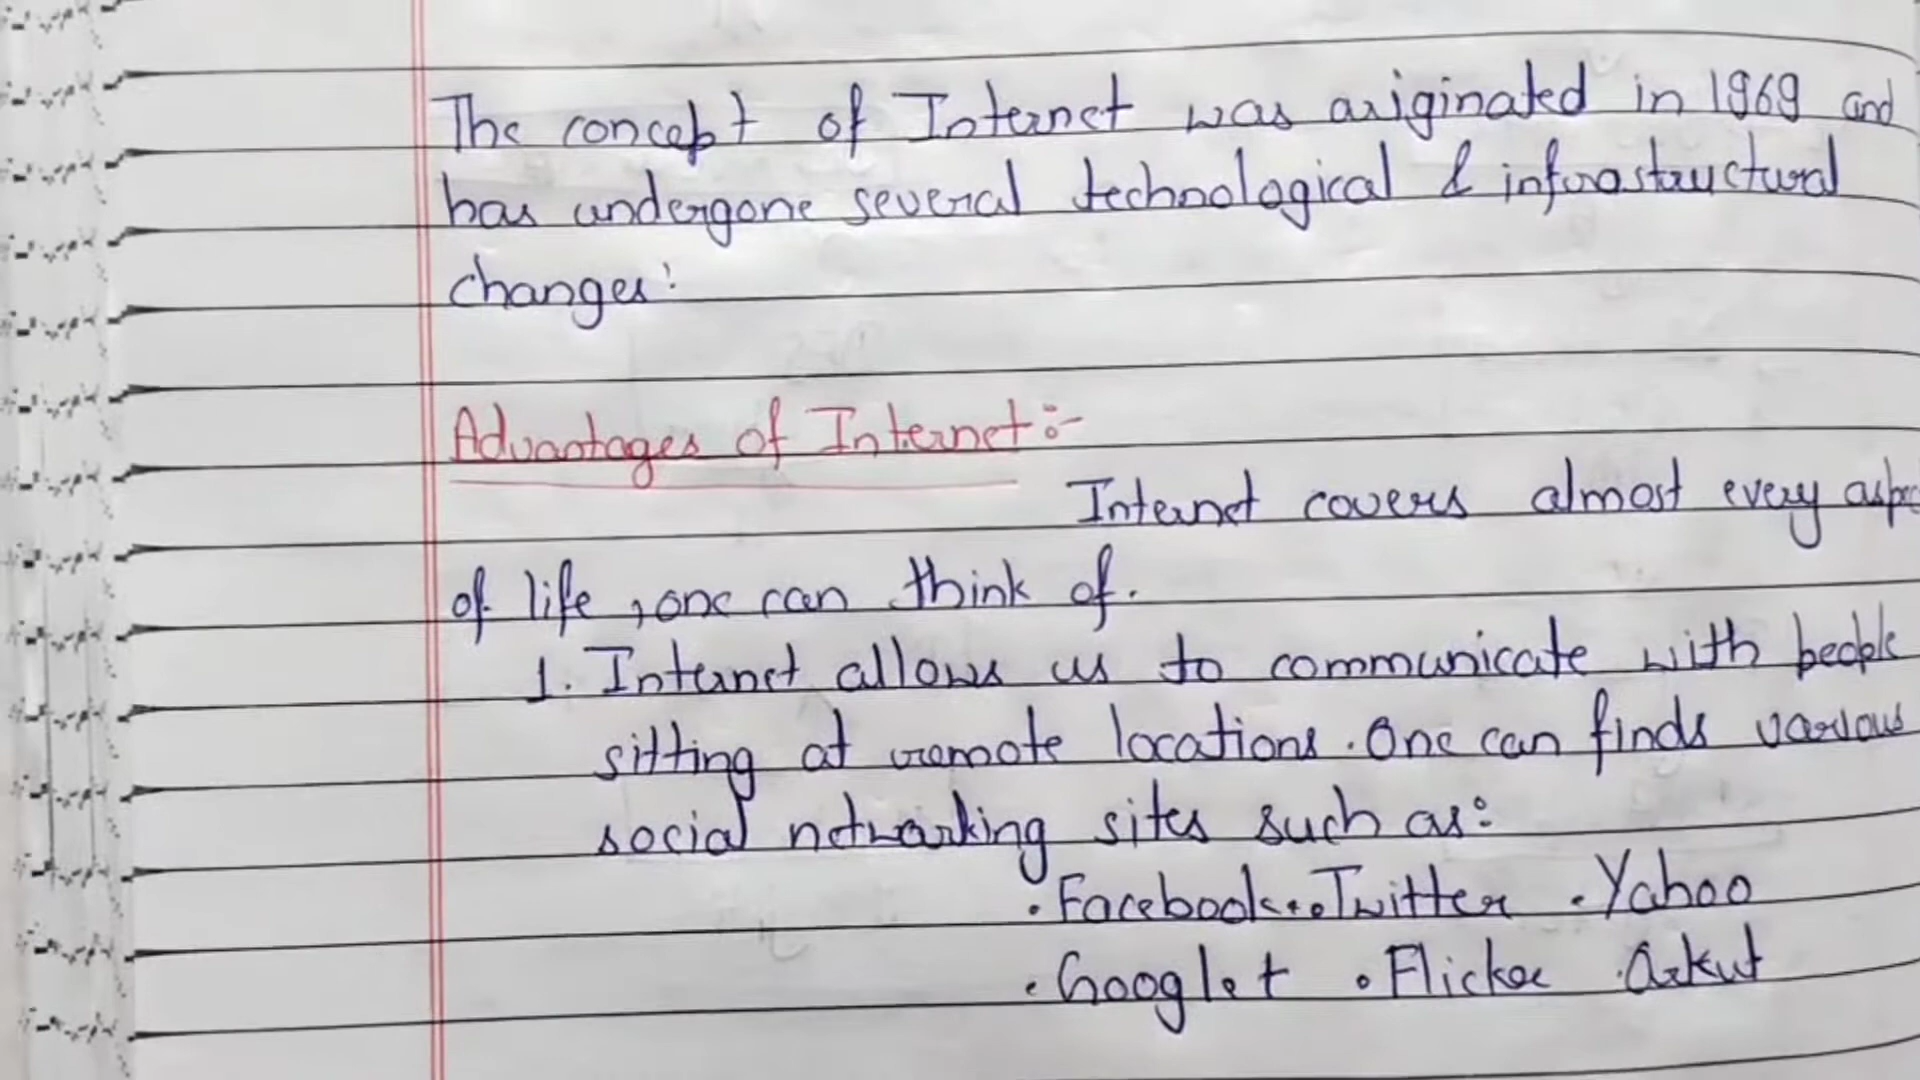 The concept of Internet was originated in 1969 and
has undergone several technological & infrastructural
changes:
Advantages of Internet:-
Internet covers almost every aspec
of life, one can think of.
1. Internet allows us to communicate with people
sitting at remote locations. One can finds various
social networking sites such as:
• Facebook • Twitter • Yahoo
• Google+ • Flicker • Orkut